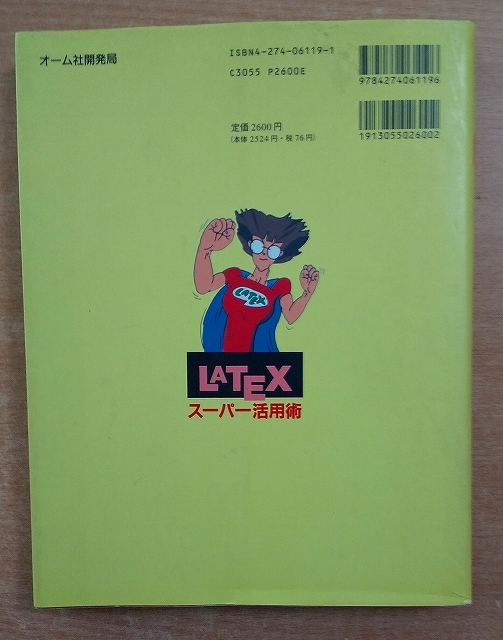 オーム社開発局
ISBN4-274-06119-1
C3055 P2600E
9784274061196
定価2600円
(本体2524円・税76円)
1913055026002
LATEX
LATEX
スーパー活用術